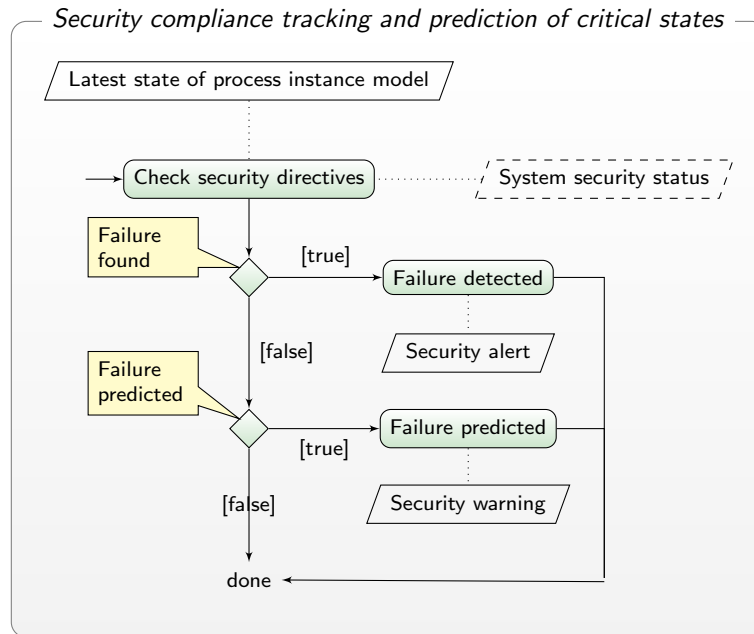 Security compliance tracking and prediction of critical states
Latest state of process instance model
Check security directives
System security status
Failure
found
[true]
Failure detected
[false]
Security alert
Failure
predicted
[true]
Failure predicted
[false]
Security warning
done